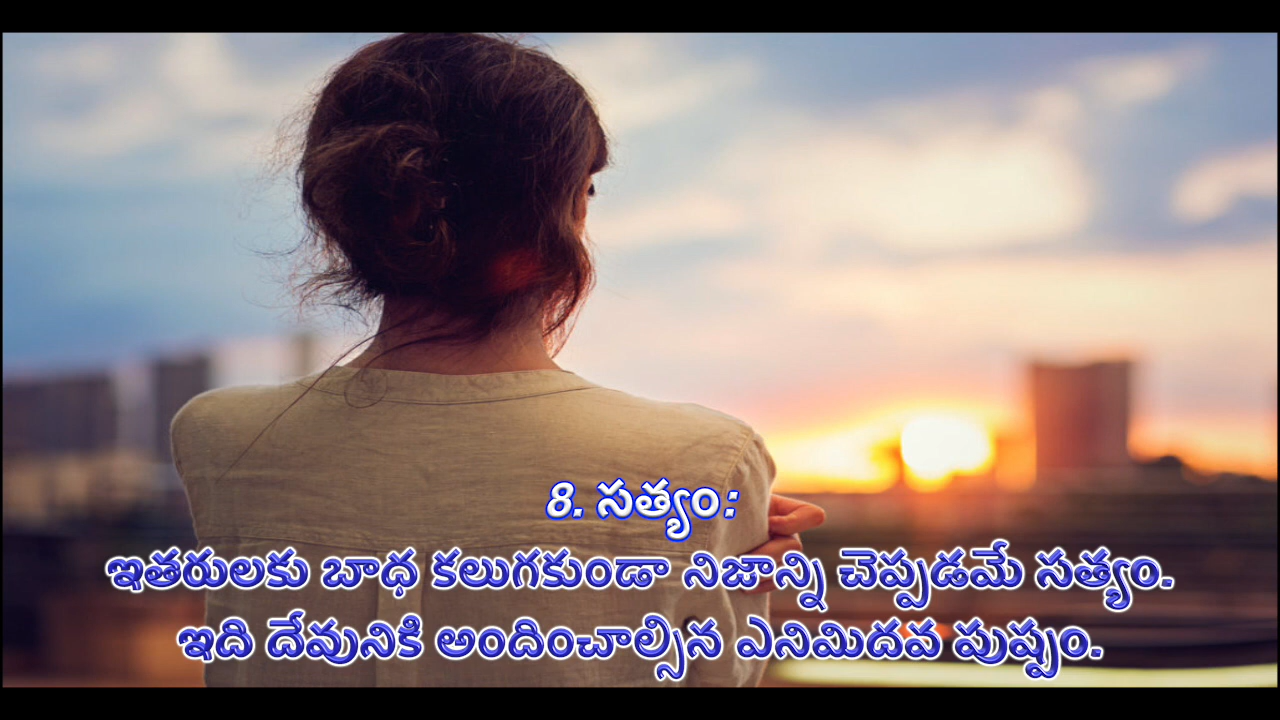 8. సత్యం:
ఇతరులకు బాధ కలుగకుండా నిజాన్ని చెప్పడమే సత్యం.
ఇది దేవునికి అందించాల్సిన ఎనిమిదవ పుష్పం.